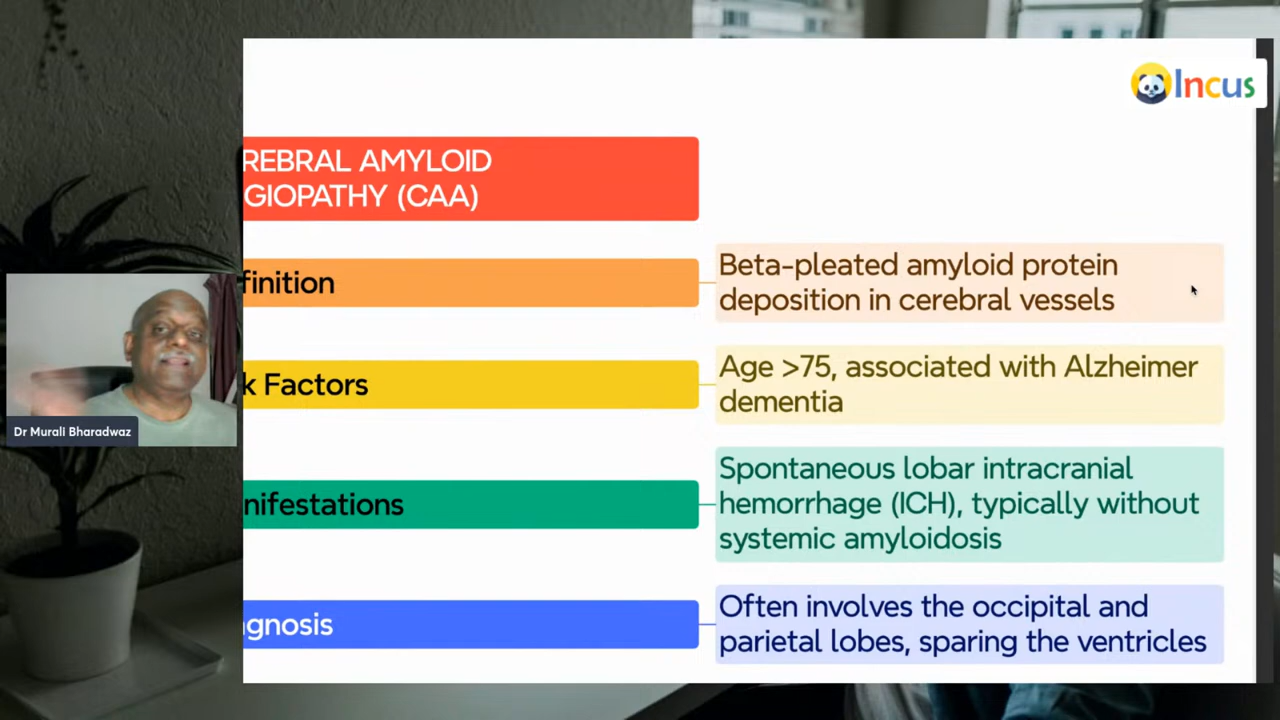 Incus
REBRAL AMYLOID
GIOPATHY (CAA)
finition
Beta-pleated amyloid protein
deposition in cerebral vessels
k Factors
Age >75, associated with Alzheimer
dementia
nifestations
Spontaneous lobar intracranial
hemorrhage (ICH), typically without
systemic amyloidosis
gnosis
Often involves the occipital and
parietal lobes, sparing the ventricles
Dr Murali Bharadwaz